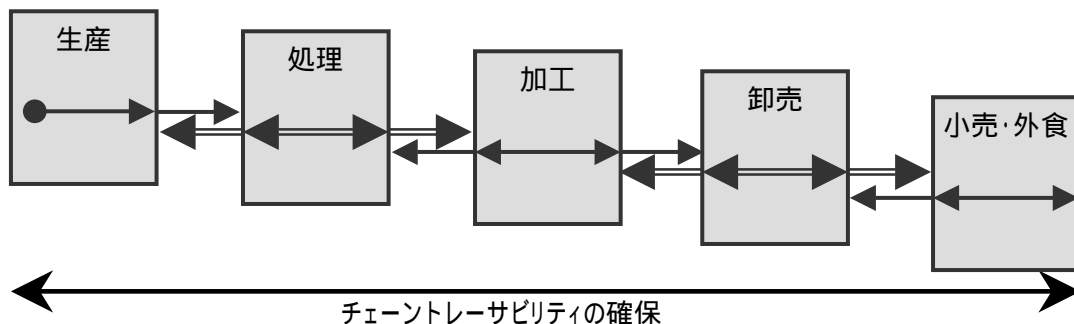 生産
処理
加工
卸売
小売・外食
チェーントレーサビリティの確保